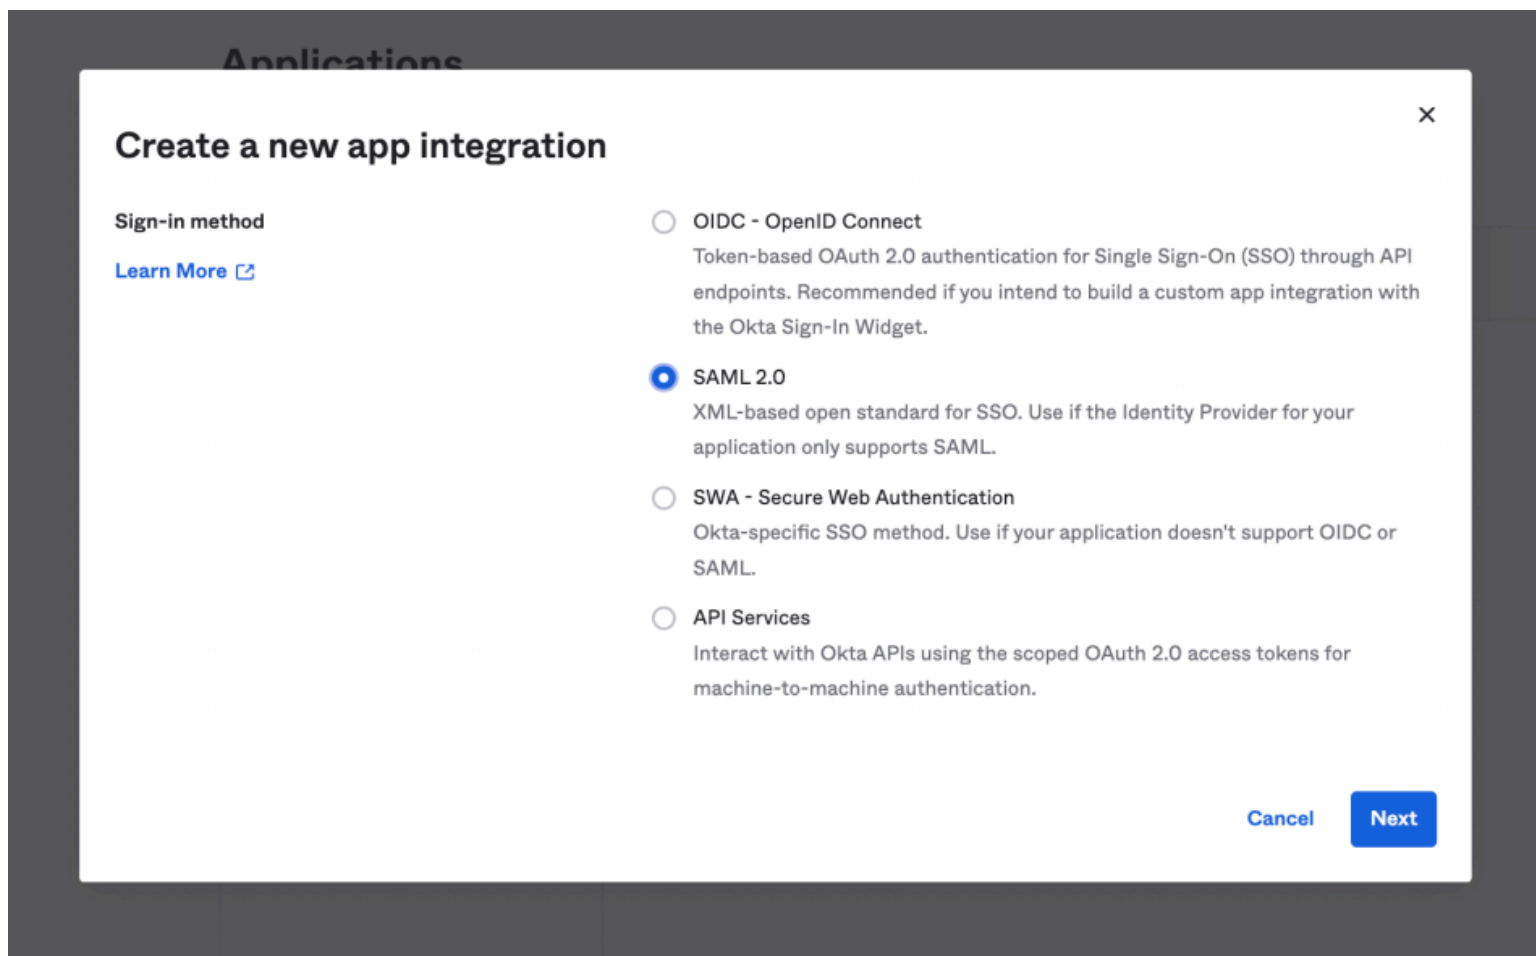 Applications
Create a new app integration
Sign-in method
Learn More
OIDC - OpenID Connect
Token-based OAuth 2.0 authentication for Single Sign-On (SSO) through API
endpoints. Recommended if you intend to build a custom app integration with
the Okta Sign-In Widget.
SAML 2.0
XML-based open standard for SSO. Use if the Identity Provider for your
application only supports SAML.
SWA - Secure Web Authentication
Okta-specific SSO method. Use if your application doesn't support OIDC or
SAML.
API Services
Interact with Okta APIs using the scoped OAuth 2.0 access tokens for
machine-to-machine authentication.
Cancel
Next